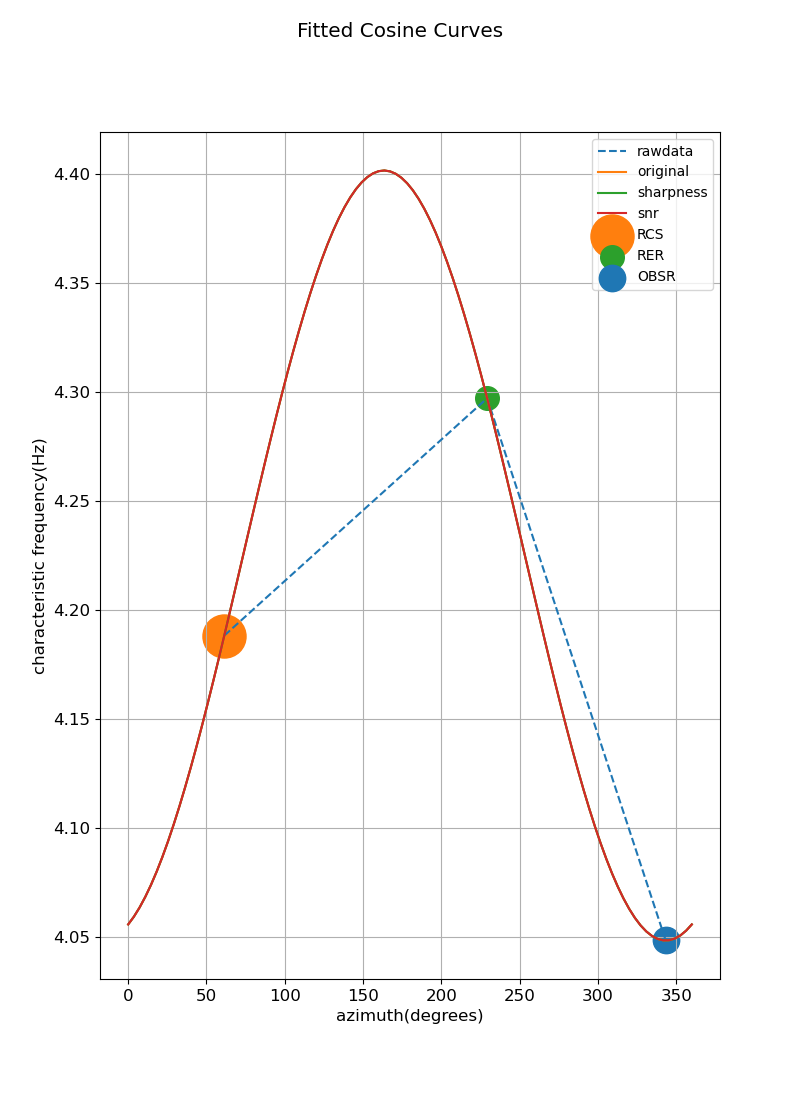 Fitted Cosine Curves
rawdata
original
sharpness
snr
RCS
RER
OBSR
4.40
4.35
4.30
4.25
4.20
4.15
4.10
4.05
characteristic frequency(Hz)
0 50 100 150 200 250 300 350
azimuth(degrees)